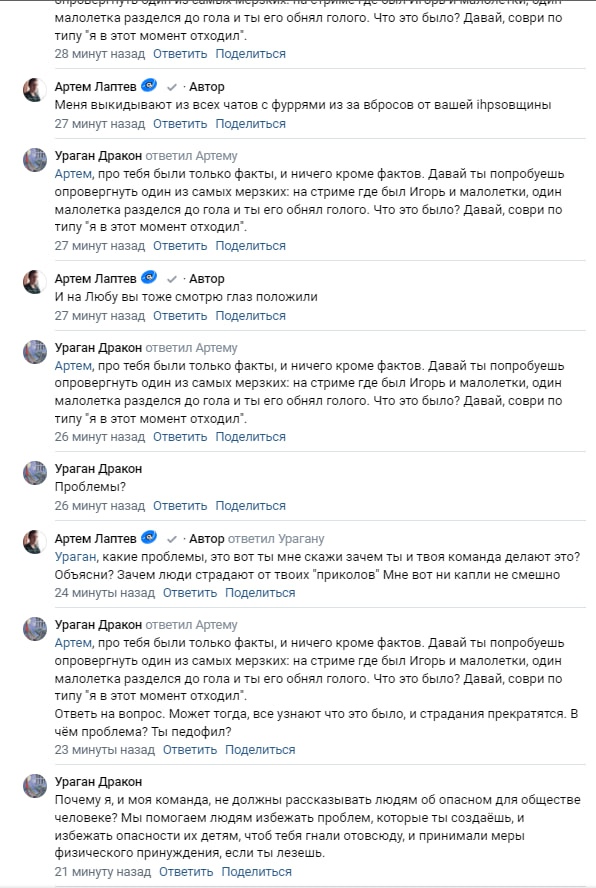 малолетка разделся до гола и ты его обнял голого. Что это было? Давай, соври по
типу "я в этот момент отходил".
28 минут назад Ответить Поделиться
Артем Лаптев · Автор
Меня выкидывают из всех чатов с фуррями из за вбросов от вашей ihpsовщины
27 минут назад Ответить Поделиться
Ураган Дракон ответил Артему
Артем, про тебя были только факты, и ничего кроме фактов. Давай ты попробуешь
опровергнуть один из самых мерзких: на стриме где был Игорь и малолетки, один
малолетка разделся до гола и ты его обнял голого. Что это было? Давай, соври по
типу "я в этот момент отходил".
27 минут назад Ответить Поделиться
Артем Лаптев · Автор
И на Любу вы тоже смотрю глаз положили
27 минут назад Ответить Поделиться
Ураган Дракон ответил Артему
Артем, про тебя были только факты, и ничего кроме фактов. Давай ты попробуешь
опровергнуть один из самых мерзких: на стриме где был Игорь и малолетки, один
малолетка разделся до гола и ты его обнял голого. Что это было? Давай, соври по
типу "я в этот момент отходил".
26 минут назад Ответить Поделиться
Ураган Дракон
Проблемы?
26 минут назад Ответить Поделиться
Артем Лаптев · Автор ответил Урагану
Ураган, какие проблемы, это вот ты мне скажи зачем ты и твоя команда делают это?
Объясни? Зачем люди страдают от твоих "приколов" Мне вот ни капли не смешно
24 минуты назад Ответить Поделиться
Ураган Дракон ответил Артему
Артем, про тебя были только факты, и ничего кроме фактов. Давай ты попробуешь
опровергнуть один из самых мерзких: на стриме где был Игорь и малолетки, один
малолетка разделся до гола и ты его обнял голого. Что это было? Давай, соври по
типу "я в этот момент отходил".
Ответь на вопрос. Может тогда, все узнают что это было, и страдания прекратятся. В
чём проблема? Ты педофил?
23 минуты назад Ответить Поделиться
Ураган Дракон
Почему я, и моя команда, не должны рассказывать людям об опасном для обществе
человеке? Мы помогаем людям избежать проблем, которые ты создаёшь, и
избежать опасности их детям, чтоб тебя гнали отовсюду, и принимали меры
физического принуждения, если ты лезешь.
21 минуту назад Ответить Поделиться